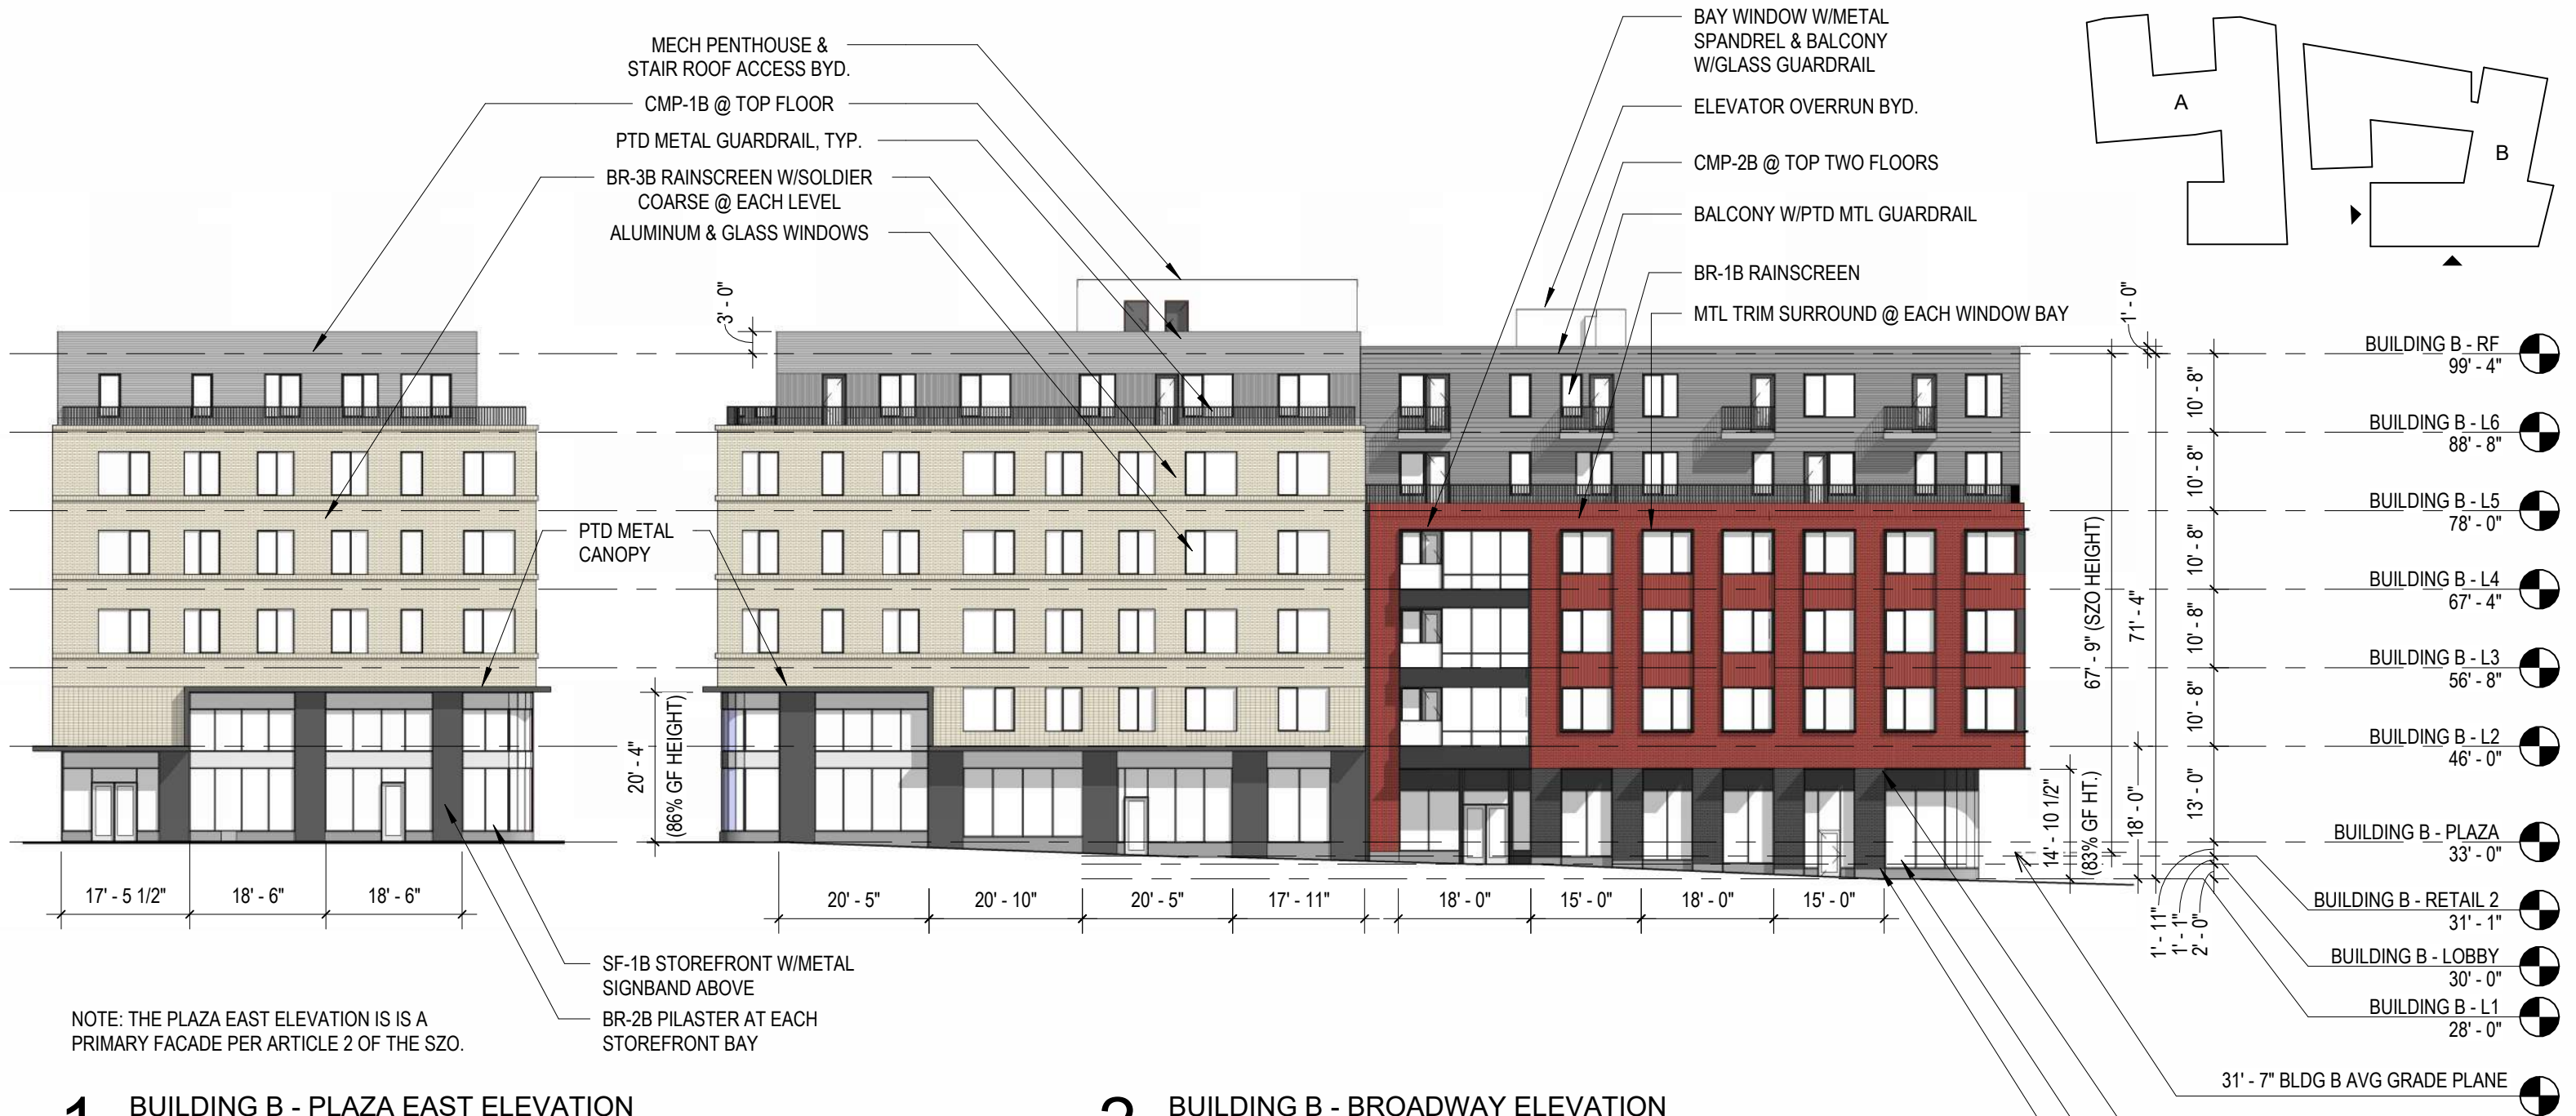 MECH PENTHOUSE &
STAIR ROOF ACCESS BYD.
CMP-1B @ TOP FLOOR
PTD METAL GUARDRAIL, TYP.
BR-3B RAINSCREEN W/SOLDIER
COARSE @ EACH LEVEL
ALUMINUM & GLASS WINDOWS
BAY WINDOW W/METAL
SPANDREL & BALCONY
W/GLASS GUARDRAIL
ELEVATOR OVERRUN BYD.
CMP-2B @ TOP TWO FLOORS
BALCONY W/PTD MTL GUARDRAIL
BR-1B RAINSCREEN
MTL TRIM SURROUND @ EACH WINDOW BAY
A
B
3' - 0"
1' - 0"
PTD METAL
CANOPY
20' - 4"
(86% GF HEIGHT)
67' - 9" (SZO HEIGHT)
71' - 4"
10' - 8"
10' - 8"
10' - 8"
10' - 8"
10' - 8"
13' - 0"
14' - 10 1/2"
(83% GF HT.)
18' - 0"
1' - 11"
1' - 1"
2' - 0"
BUILDING B - RF
99' - 4"
BUILDING B - L6
88' - 8"
BUILDING B - L5
78' - 0"
BUILDING B - L4
67' - 4"
BUILDING B - L3
56' - 8"
BUILDING B - L2
46' - 0"
BUILDING B - PLAZA
33' - 0"
BUILDING B - RETAIL 2
31' - 1"
BUILDING B - LOBBY
30' - 0"
BUILDING B - L1
28' - 0"
31' - 7" BLDG B AVG GRADE PLANE
17' - 5 1/2"
18' - 6"
18' - 6"
20' - 5"
20' - 10"
20' - 5"
17' - 11"
18' - 0"
15' - 0"
18' - 0"
15' - 0"
SF-1B STOREFRONT W/METAL
SIGNBAND ABOVE
BR-2B PILASTER AT EACH
STOREFRONT BAY
NOTE: THE PLAZA EAST ELEVATION IS IS A
PRIMARY FACADE PER ARTICLE 2 OF THE SZO.
1 BUILDING B - PLAZA EAST ELEVATION
2 BUILDING B - BROADWAY ELEVATION